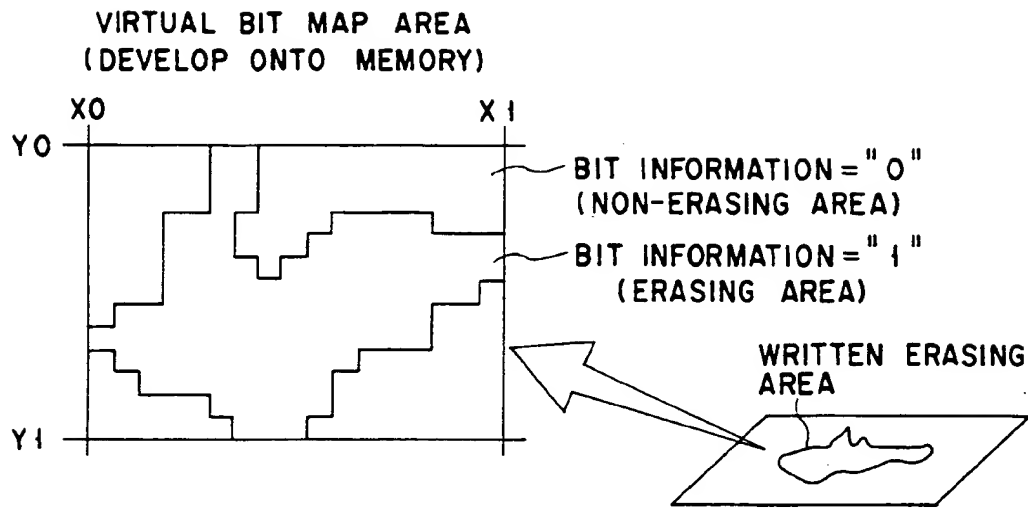 VIRTUAL BIT MAP AREA
(DEVELOP ONTO MEMORY)
X0
X1
Y0
BIT INFORMATION = "0"
(NON-ERASING AREA)
BIT INFORMATION = "1"
(ERASING AREA)
WRITTEN ERASING
AREA
Y1